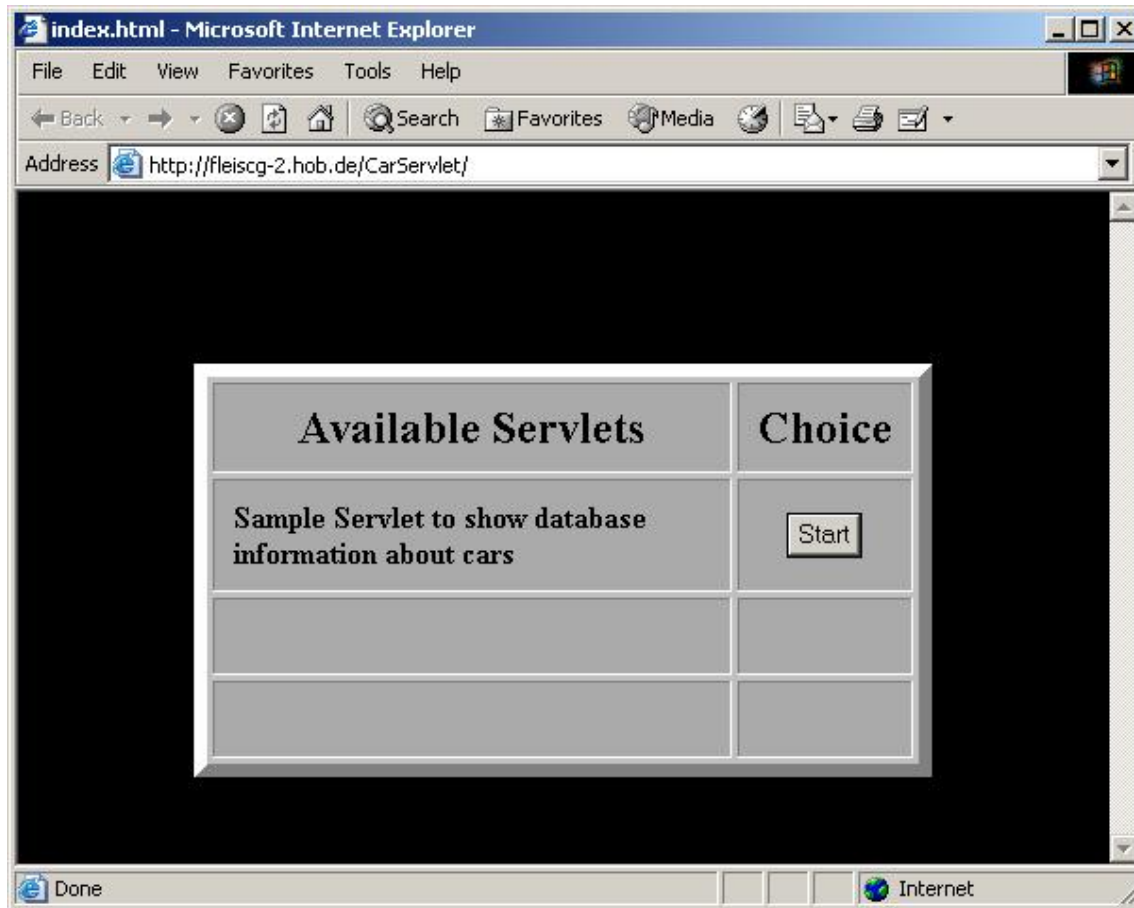 index.html - Microsoft Internet Explorer
File Edit View Favorites Tools Help
Back Search Favorites Media
Address http://fleiscg-2.hob.de/CarServlet/
Available Servlets Choice
Sample Servlet to show database
information about cars
Start
Done Internet